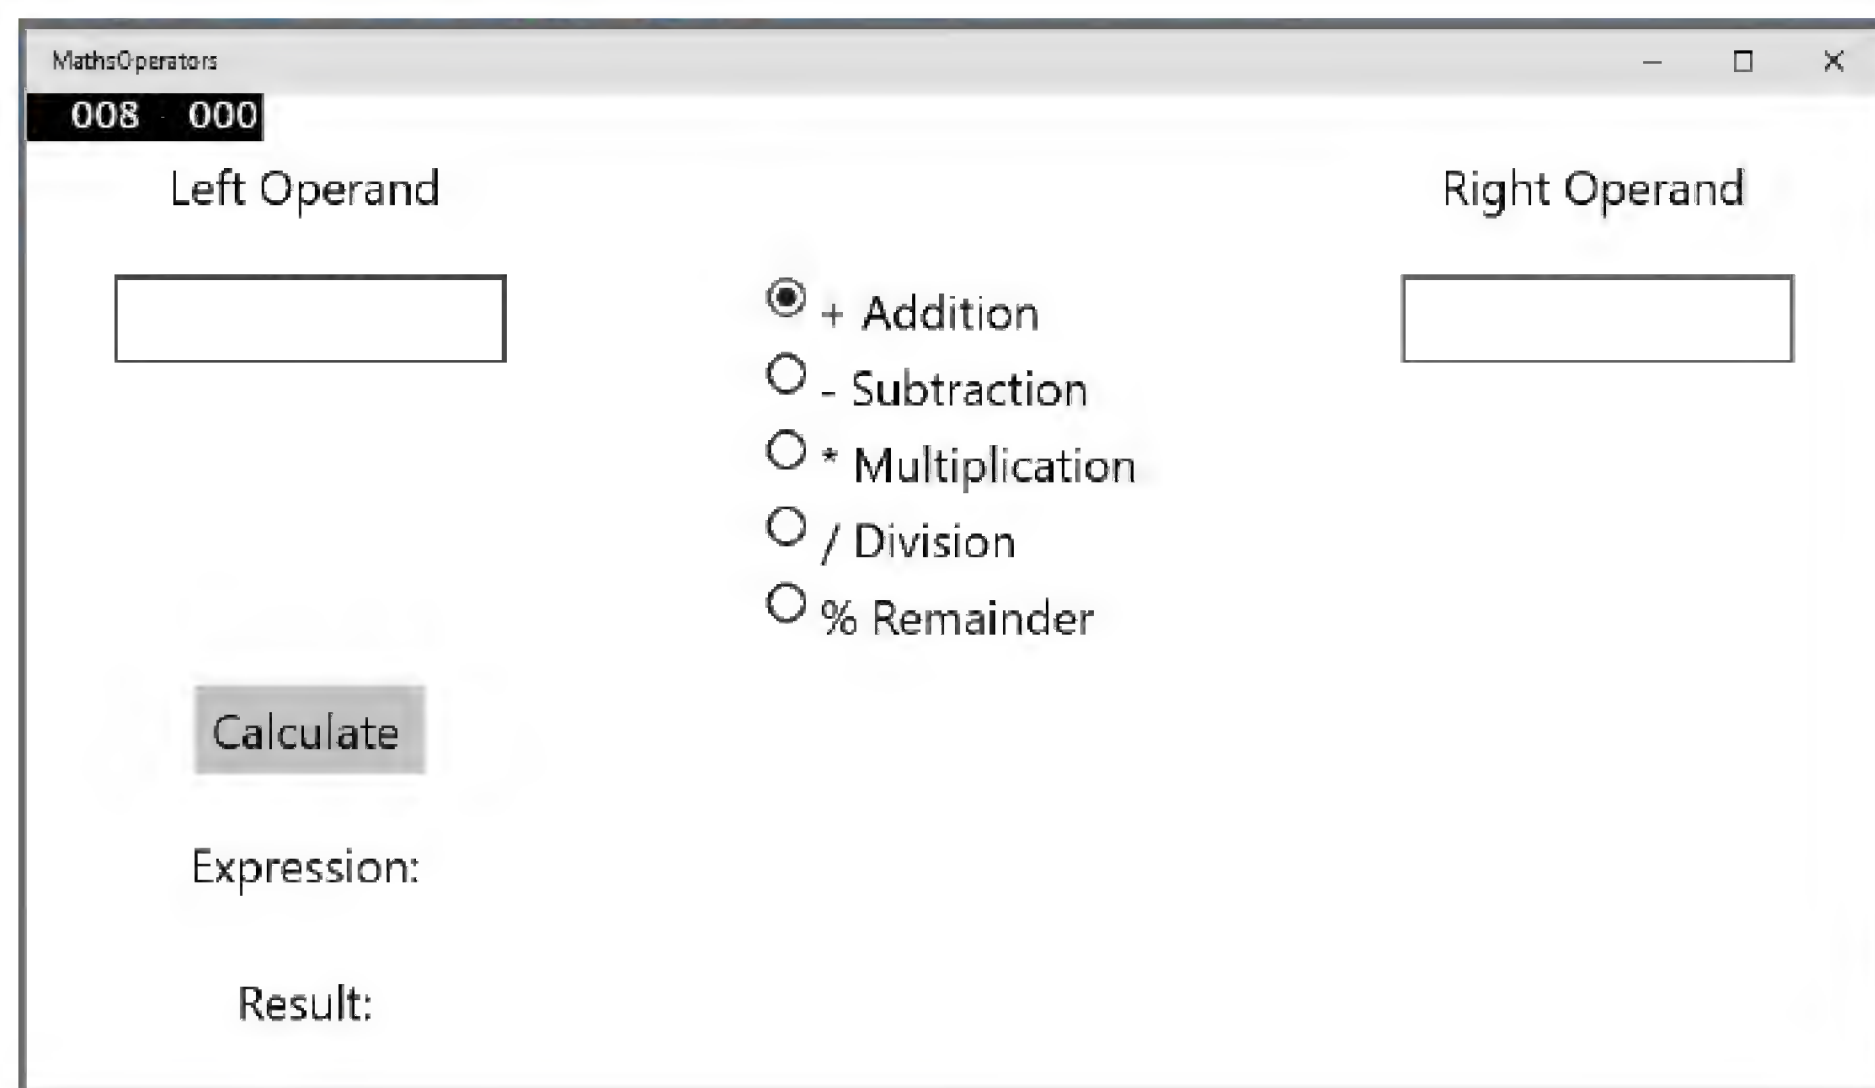 MathsOperators
008 000
Left Operand
Right Operand
+ Addition
- Subtraction
* Multiplication
/ Division
% Remainder
Calculate
Expression:
Result: